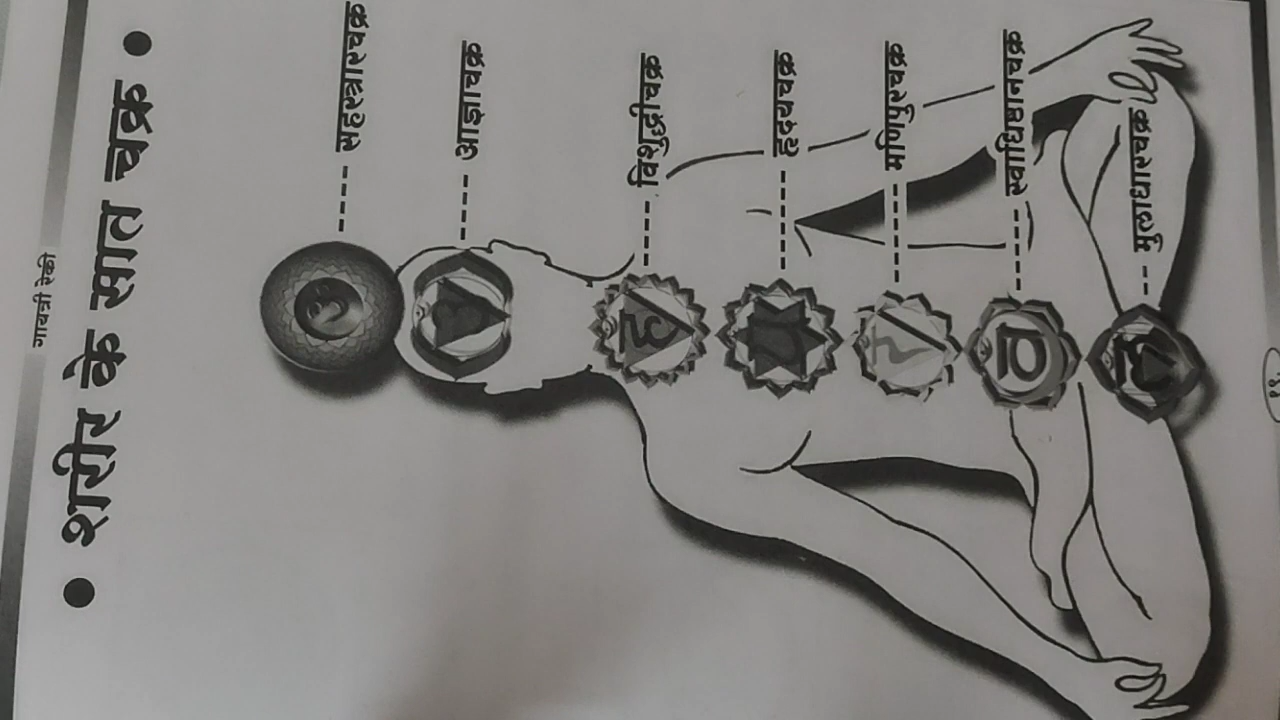 गायत्री रेकी
शरीर के सात चक्र
सहस्त्रारचक्र
आज्ञाचक्र
विशुद्धीचक्र
हृदयचक्र
मणीपुरचक्र
स्वाधिष्ठानचक्र
मूलाधारचक्र